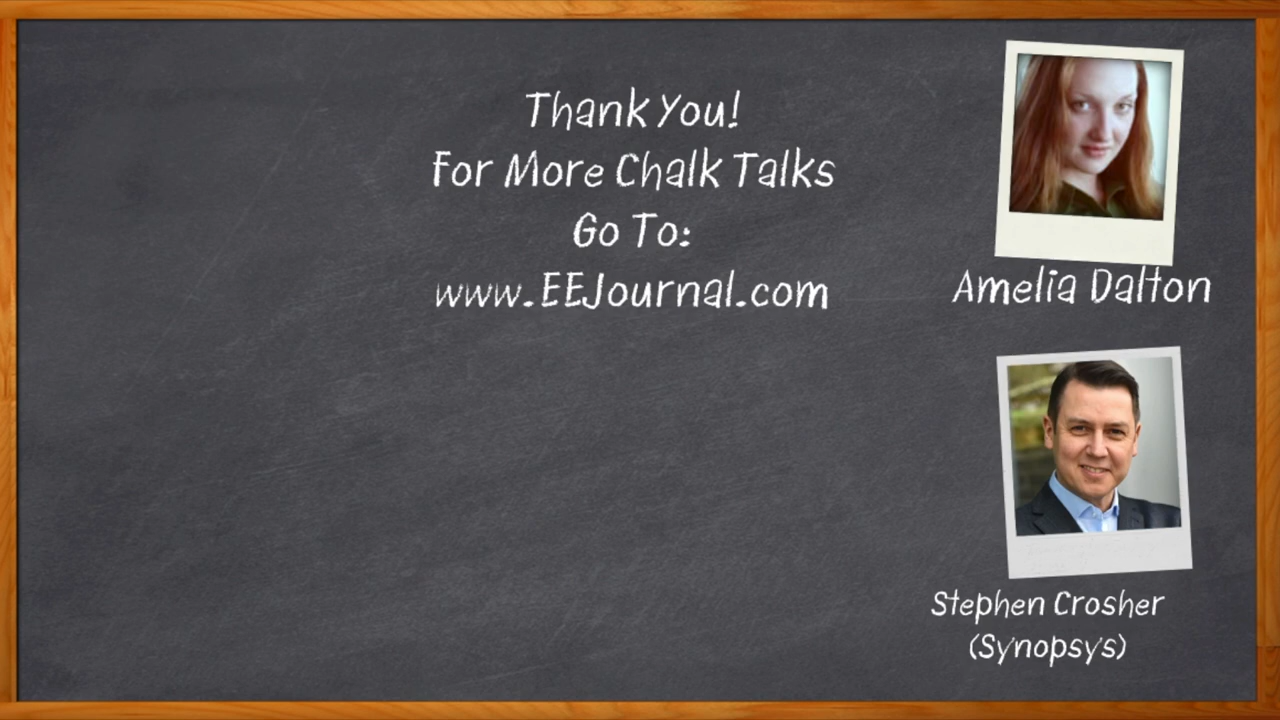 Thank You!
For More Chalk Talks
Go To:
www.EEJournal.com
Amelia Dalton
Stephen Crosher
(Synopsys)